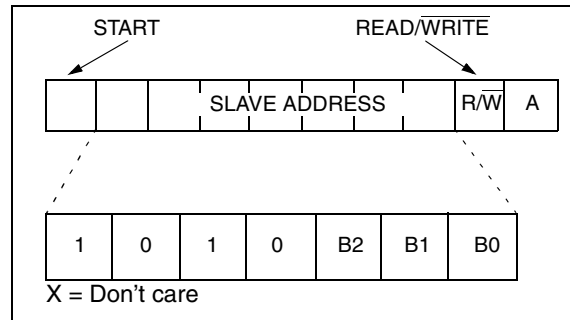 START READ/WRITE
SLAVE ADDRESS R/W A
1 0 1 0 B2 B1 B0
X = Don't care